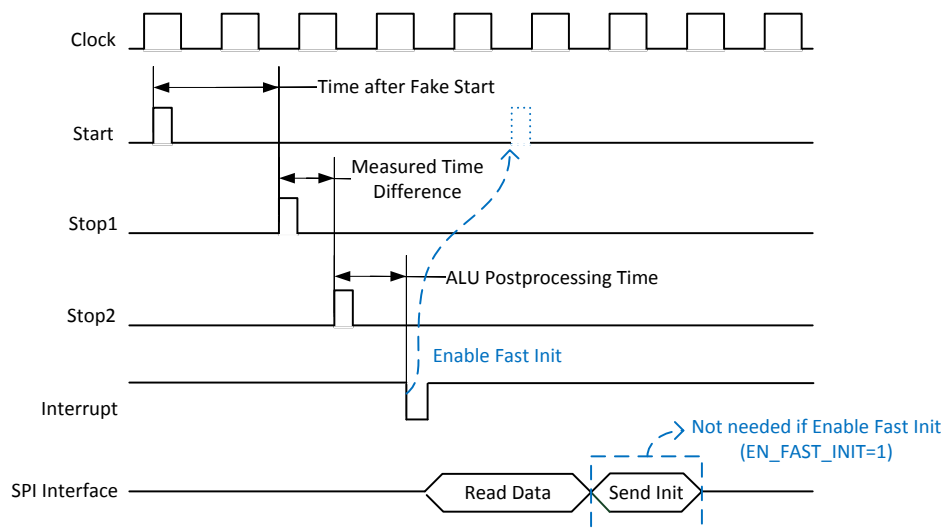 Clock
Time after Fake Start
Start
Measured Time
Difference
Stop1
ALU Postprocessing Time
Stop2
Enable Fast Init
Interrupt
Not needed if Enable Fast Init
(EN_FAST_INIT=1)
SPI Interface
Read Data
Send Init